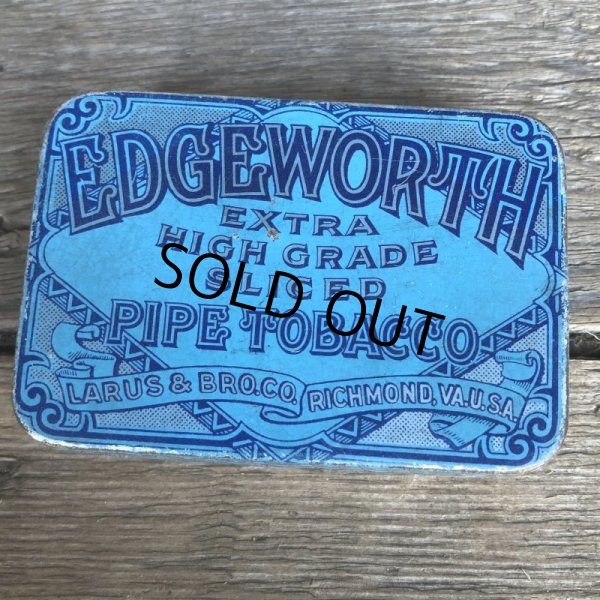 EDGEWORTH
EXTRA
HIGH GRADE
SLICED
SOLD OUT
PIPE TOBACCO
LARUS & BRO.CO. RICHMOND, VA.U.S.A.